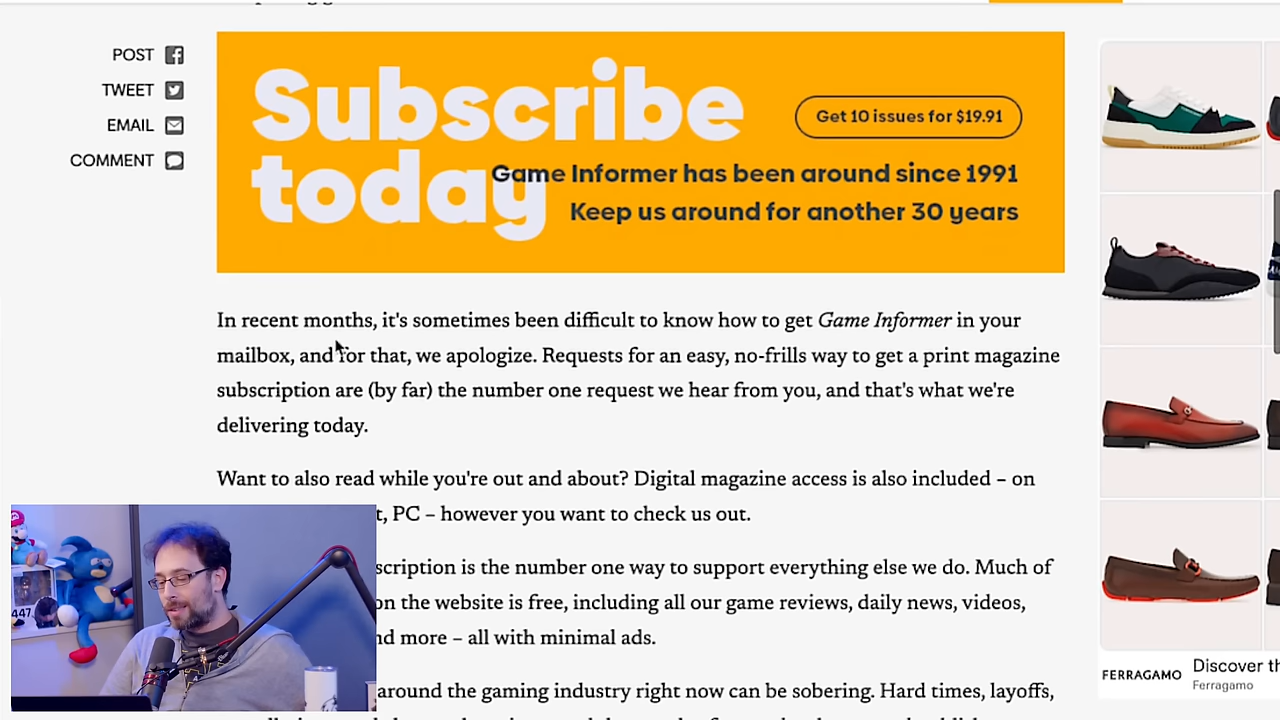 POST
TWEET
EMAIL
COMMENT
Subscribe
today
Get 10 issues for $19.91
Game Informer has been around since 1991
Keep us around for another 30 years
In recent months, it's sometimes been difficult to know how to get Game Informer in your
mailbox, and for that, we apologize. Requests for an easy, no-frills way to get a print magazine
subscription are (by far) the number one request we hear from you, and that's what we're
delivering today.
Want to also read while you're out and about? Digital magazine access is also included – on
t, PC – however you want to check us out.
scription is the number one way to support everything else we do. Much of
on the website is free, including all our game reviews, daily news, videos,
nd more – all with minimal ads.
around the gaming industry right now can be sobering. Hard times, layoffs,
447
FERRAGAMO
Discover th
Ferragamo